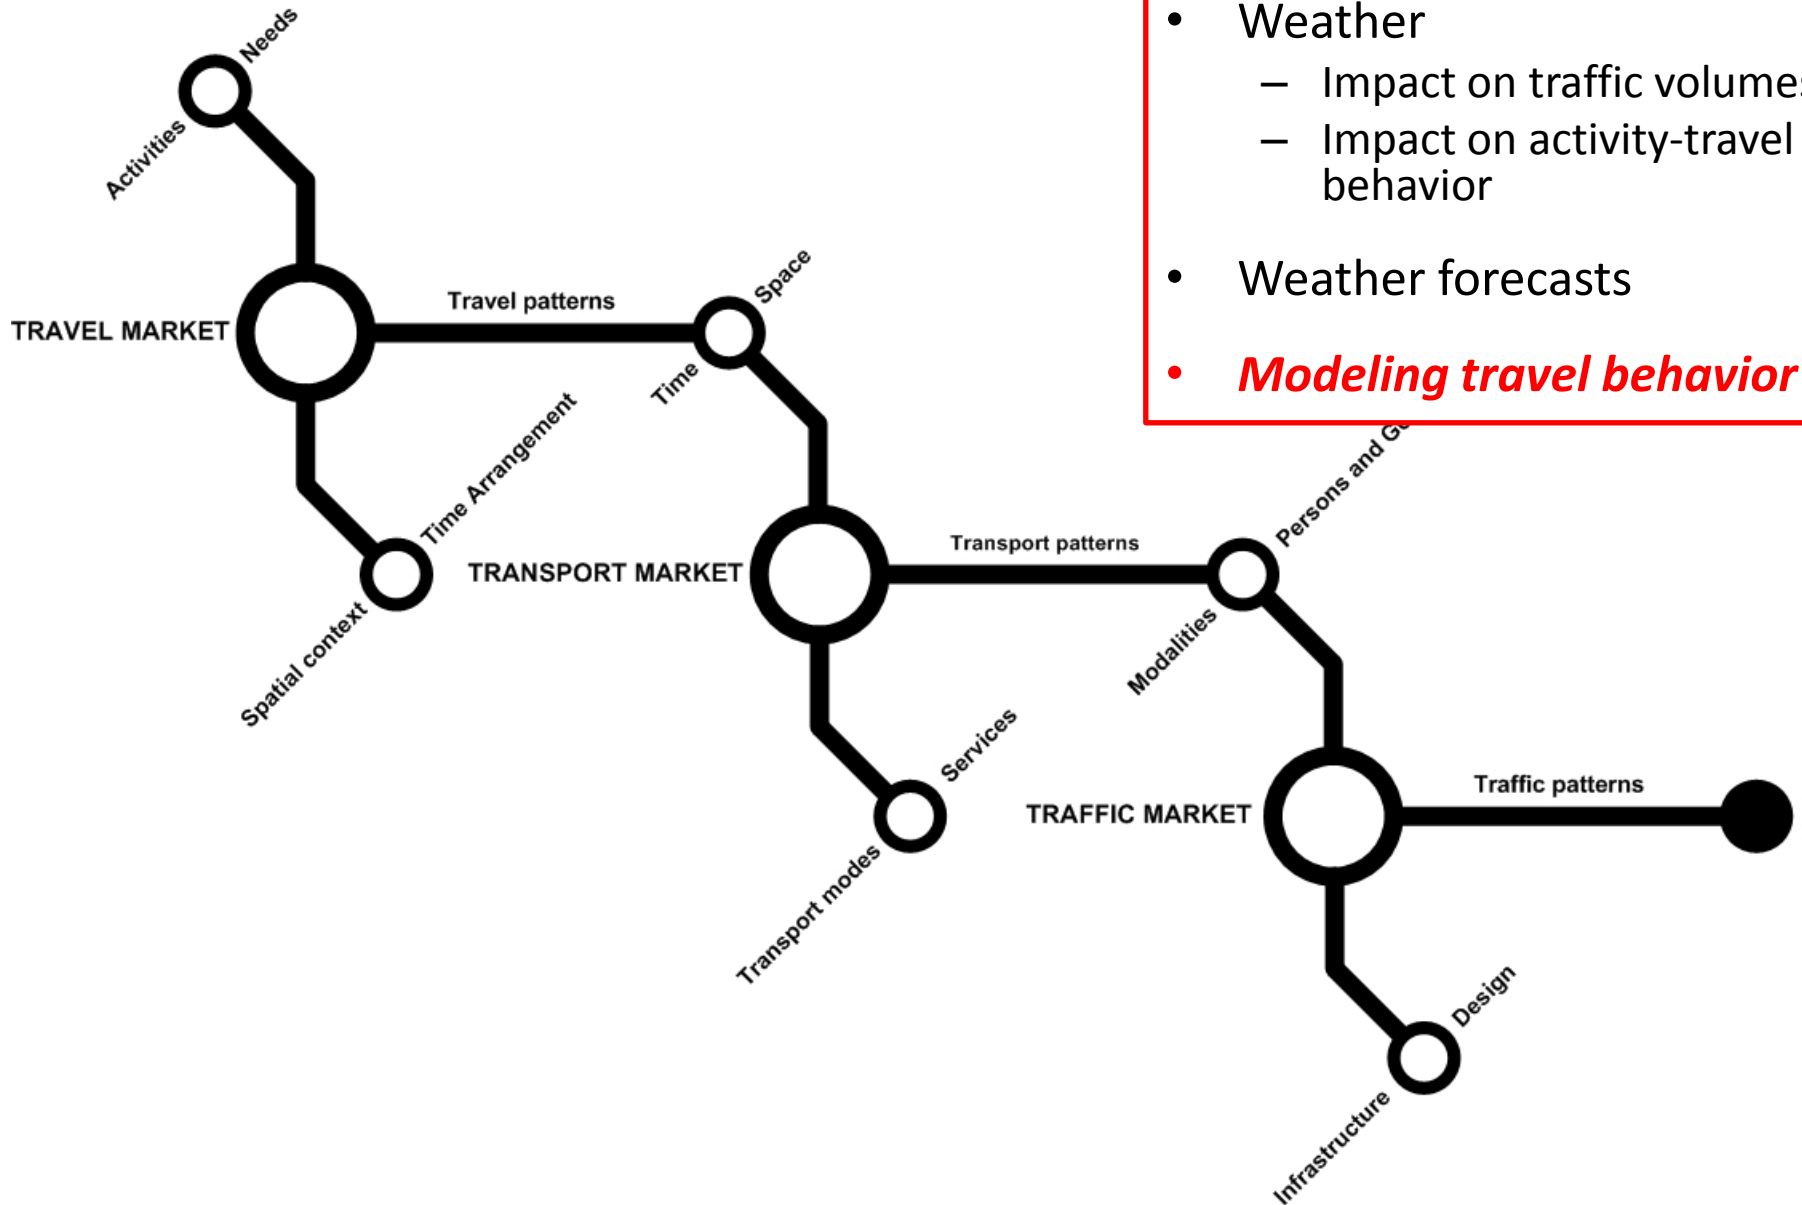 • Weather
– Impact on traffic volumes
– Impact on activity-travel
behavior
• Weather forecasts
• Modeling travel behavior
Needs
Activities
Space
Travel patterns
TRAVEL MARKET
Time
Time Arrangement
Persons and
Transport patterns
TRANSPORT MARKET
Spatial context
Modalities
Services
Traffic patterns
TRAFFIC MARKET
Transport modes
Design
Infrastructure